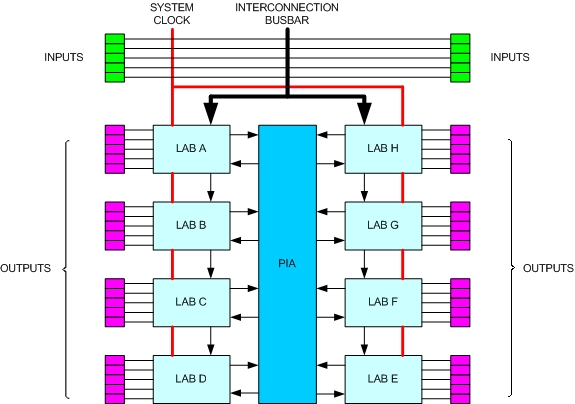 SYSTEM
CLOCK
INTERCONNECTION
BUSBAR
INPUTS
INPUTS
LAB A
LAB H
LAB B
LAB G
PIA
OUTPUTS
OUTPUTS
LAB C
LAB F
LAB D
LAB E